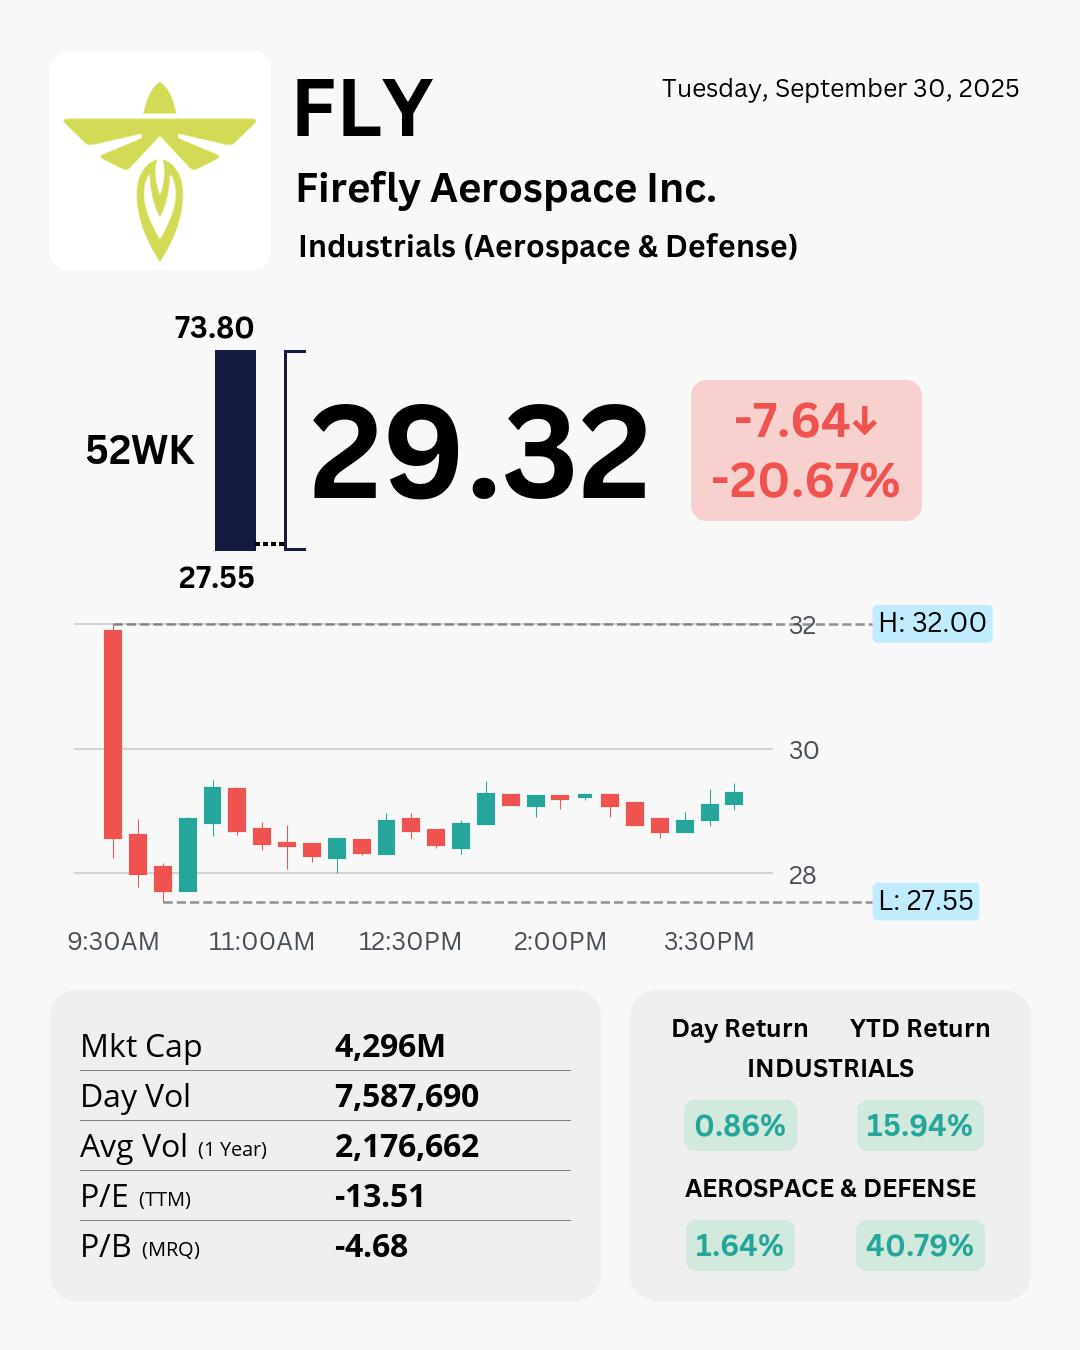 FLY
Tuesday, September 30, 2025
Firefly Aerospace Inc.
Industrials (Aerospace & Defense)
73.80
52WK
29.32
-7.64↓
-20.67%
27.55
32
H: 32.00
30
28
L: 27.55
9:30AM 11:00AM 12:30PM 2:00PM 3:30PM
Mkt Cap 4,296M
Day Vol 7,587,690
Avg Vol (1 Year) 2,176,662
P/E (TTM) -13.51
P/B (MRQ) -4.68
Day Return YTD Return
INDUSTRIALS
0.86% 15.94%
AEROSPACE & DEFENSE
1.64% 40.79%